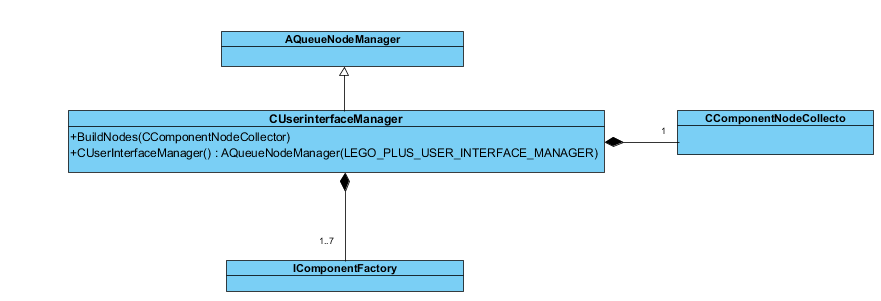 AQueueNodeManager
CUserinterfaceManager
+BuildNodes(CComponentNodeCollector)
+CUserInterfaceManager() : AQueueNodeManager(LEGO_PLUS_USER_INTERFACE_MANAGER)
1
CComponentNodeCollecto
1..7
IComponentFactory